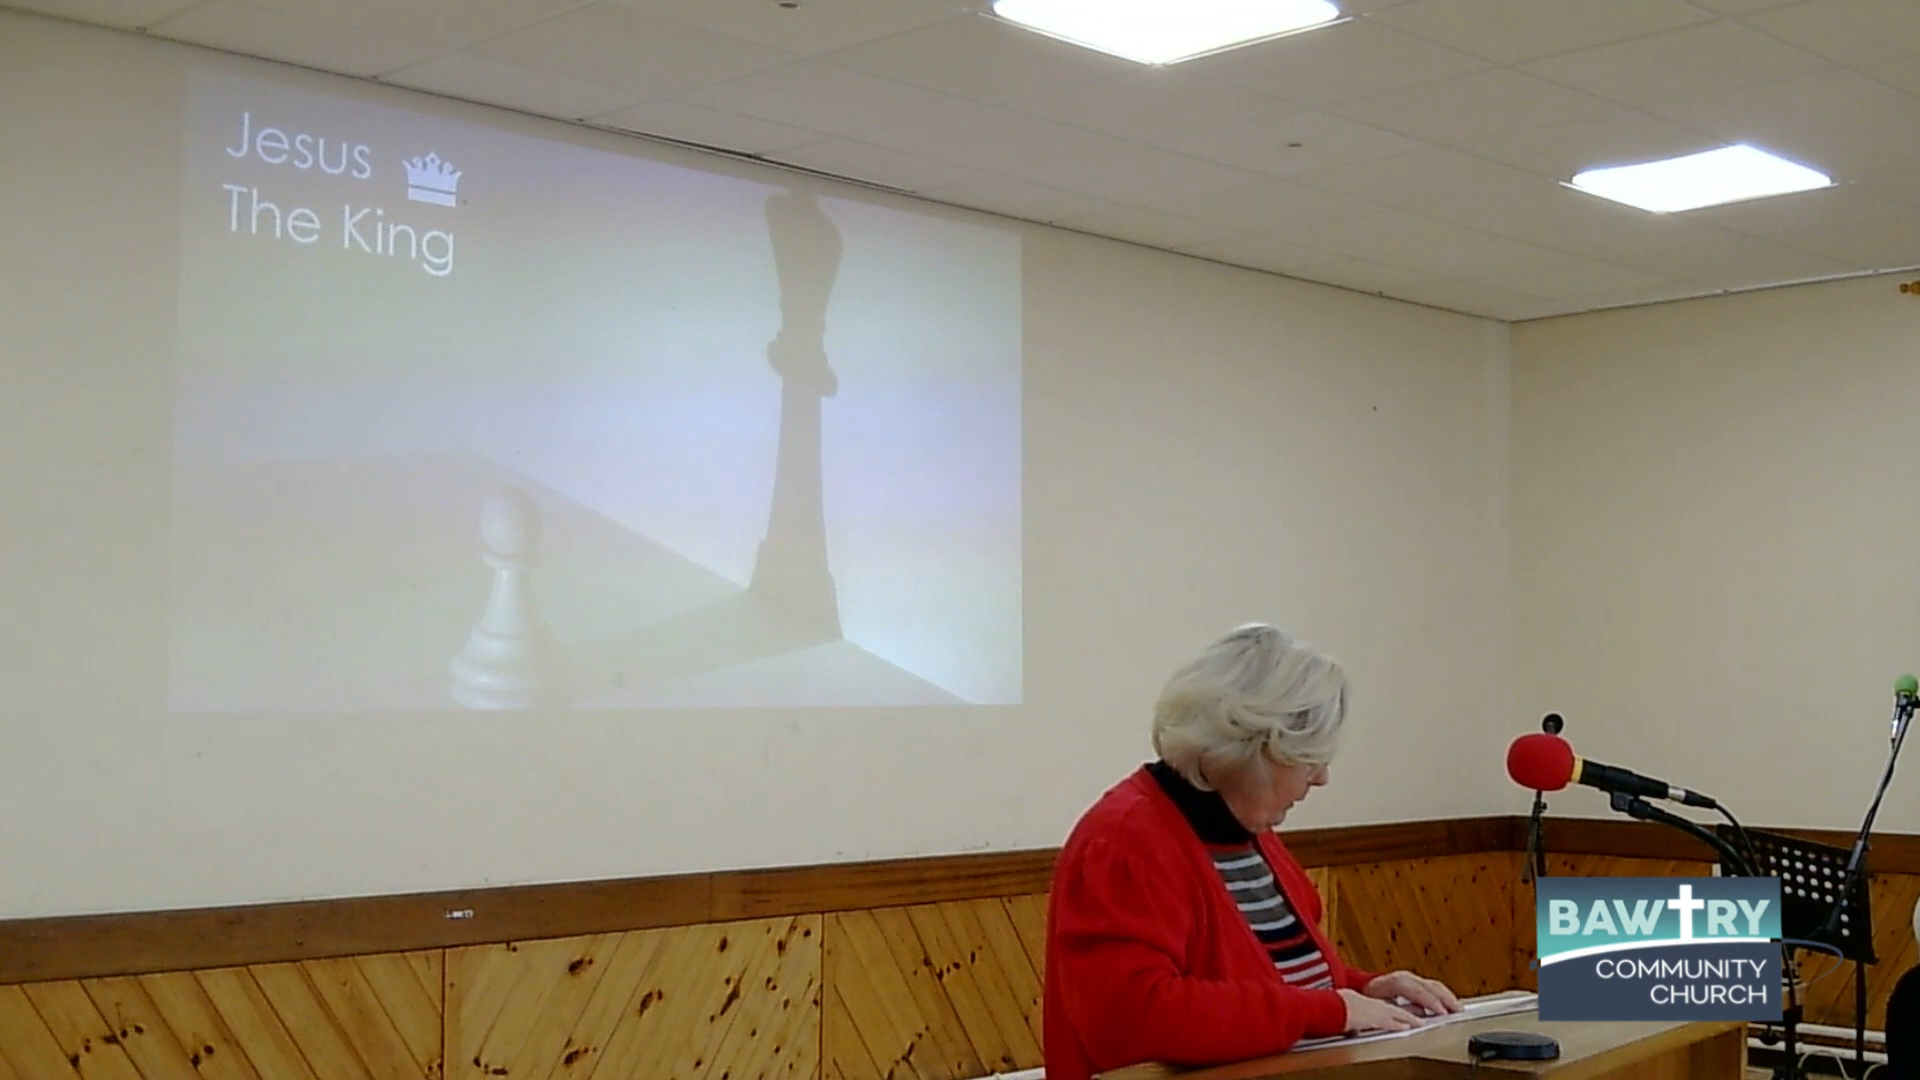 Jesus
The King
BAWTRY
COMMUNITY
CHURCH